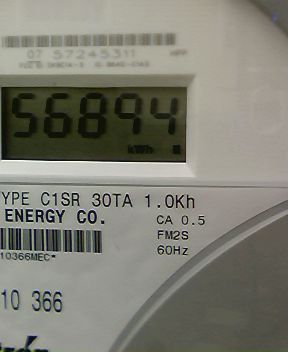 07 57245311
56894
kWh
YPE C1SR 30TA 1.0Kh
ENERGY CO.
CA 0.5
FM2S
60Hz
10366MEC*
10 366